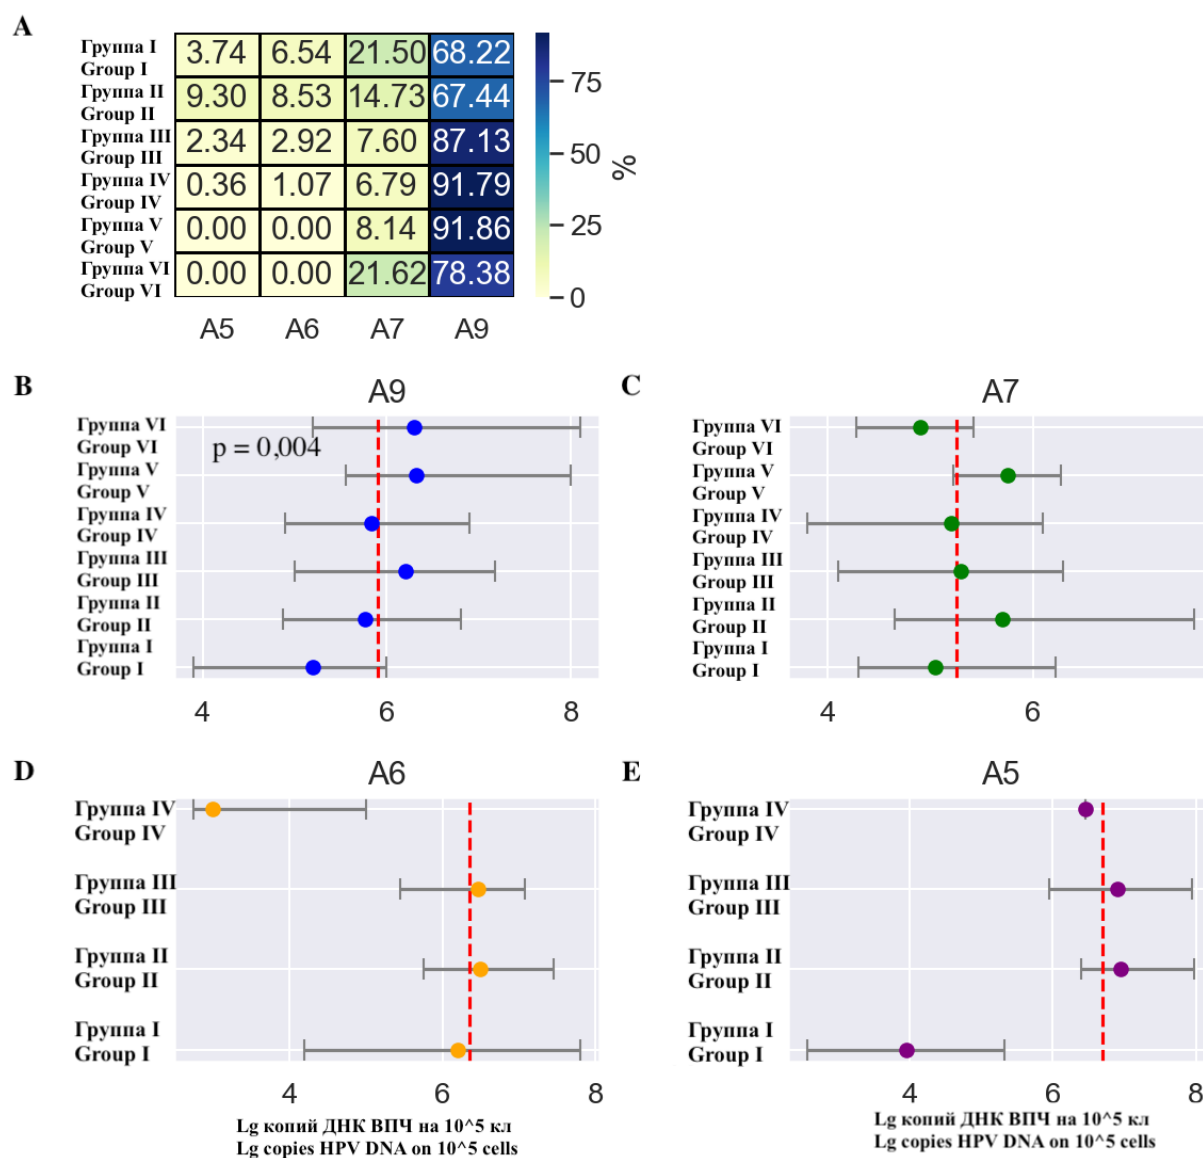 A
Группа I
Group I
3.74 6.54 21.50 68.22
Группа II
Group II
9.30 8.53 14.73 67.44
Группа III
Group III
2.34 2.92 7.60 87.13
Группа IV
Group IV
0.36 1.07 6.79 91.79
Группа V
Group V
0.00 0.00 8.14 91.86
Группа VI
Group VI
0.00 0.00 21.62 78.38
A5 A6 A7 A9
75
50
25
0
%
B
A9
Группа VI
Group VI
p = 0,004
Группа V
Group V
Группа IV
Group IV
Группа III
Group III
Группа II
Group II
Группа I
Group I
4 6 8
C
A7
Группа VI
Group VI
Группа V
Group V
Группа IV
Group IV
Группа III
Group III
Группа II
Group II
Группа I
Group I
4 6
D
A6
Группа IV
Group IV
Группа III
Group III
Группа II
Group II
Группа I
Group I
4 6 8
Lg копий ДНК ВПЧ на 10^5 кл
Lg copies HPV DNA on 10^5 cells
E
A5
Группа IV
Group IV
Группа III
Group III
Группа II
Group II
Группа I
Group I
4 6 8
Lg копий ДНК ВПЧ на 10^5 кл
Lg copies HPV DNA on 10^5 cells